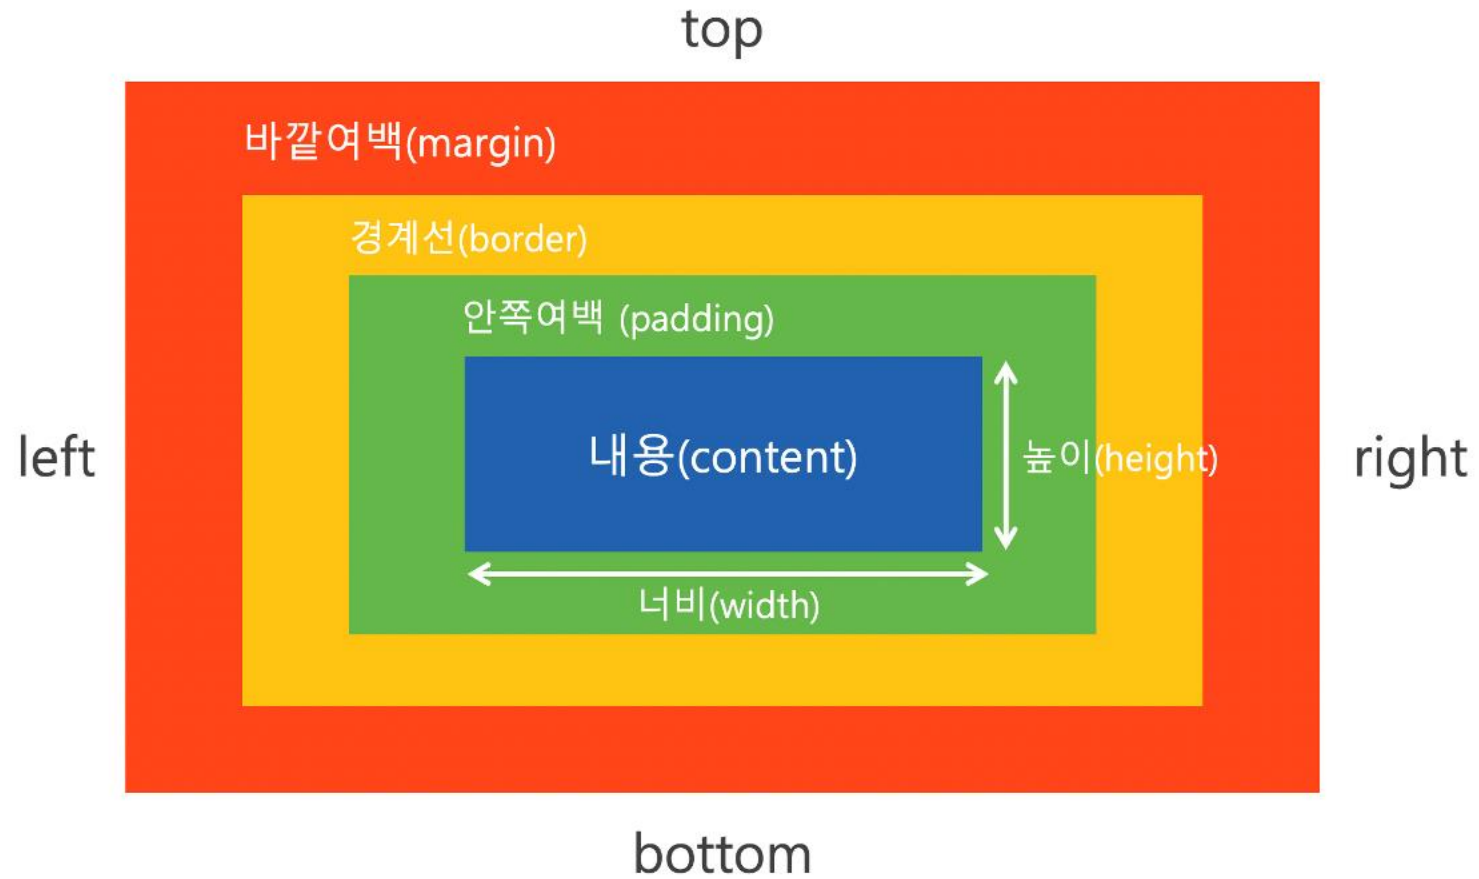 top
바깥여백(margin)
경계선(border)
안쪽여백 (padding)
left
내용(content)
높이(height)
right
너비(width)
bottom